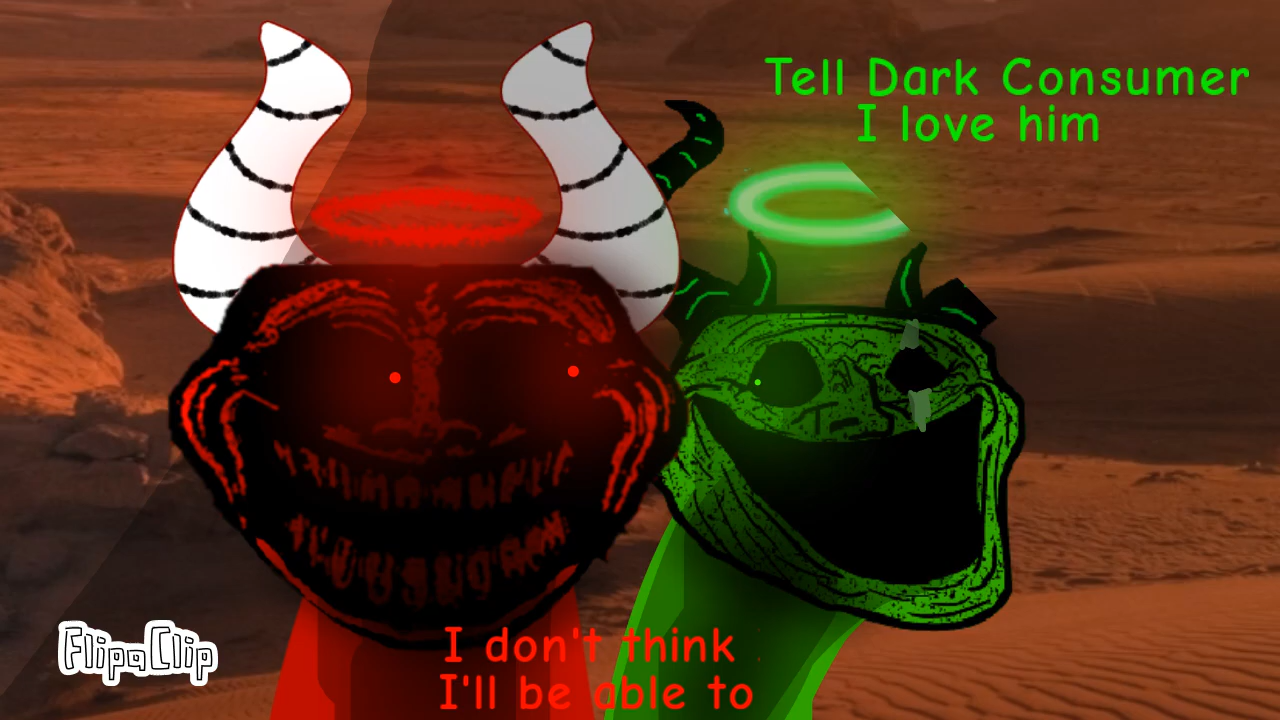 Tell Dark Consumer
I love him
I don't think
I'll be able to
FlipaClip